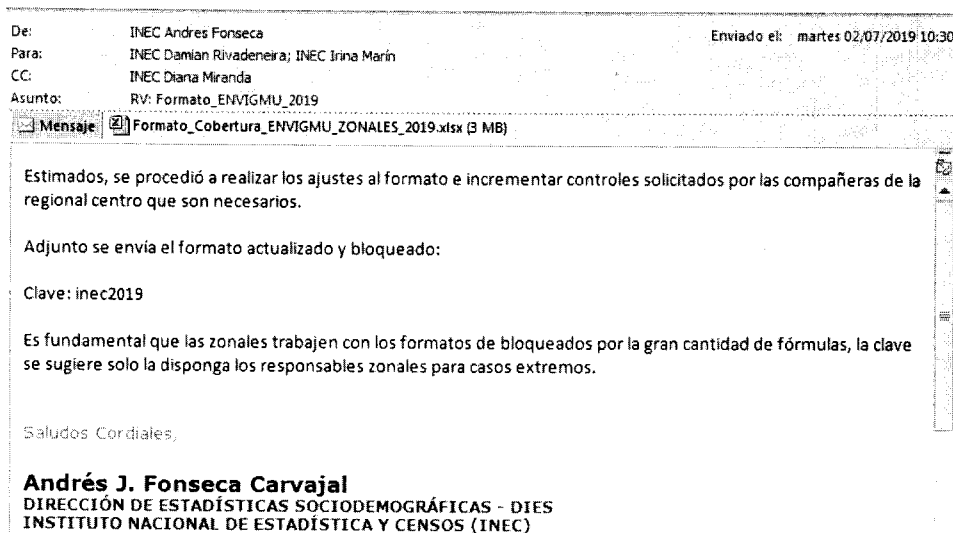 De: INEC Andres Fonseca Enviado el: martes 02/07/2019 10:30
Para: INEC Damian Rivadeneira; INEC Irina Marín
CC: INEC Diana Miranda
Asunto: RV: Formato_ENVIGMU_2019
Mensaje Formato_Cobertura_ENVIGMU_ZONALES_2019.xlsx (3 MB)
Estimados, se procedió a realizar los ajustes al formato e incrementar controles solicitados por las compañeras de la
regional centro que son necesarios.
Adjunto se envía el formato actualizado y bloqueado:
Clave: inec2019
Es fundamental que las zonales trabajen con los formatos de bloqueados por la gran cantidad de fórmulas, la clave
se sugiere solo la disponga los responsables zonales para casos extremos.
Saludos Cordiales,
Andrés J. Fonseca Carvajal
DIRECCIÓN DE ESTADÍSTICAS SOCIODEMOGRÁFICAS - DIES
INSTITUTO NACIONAL DE ESTADÍSTICA Y CENSOS (INEC)